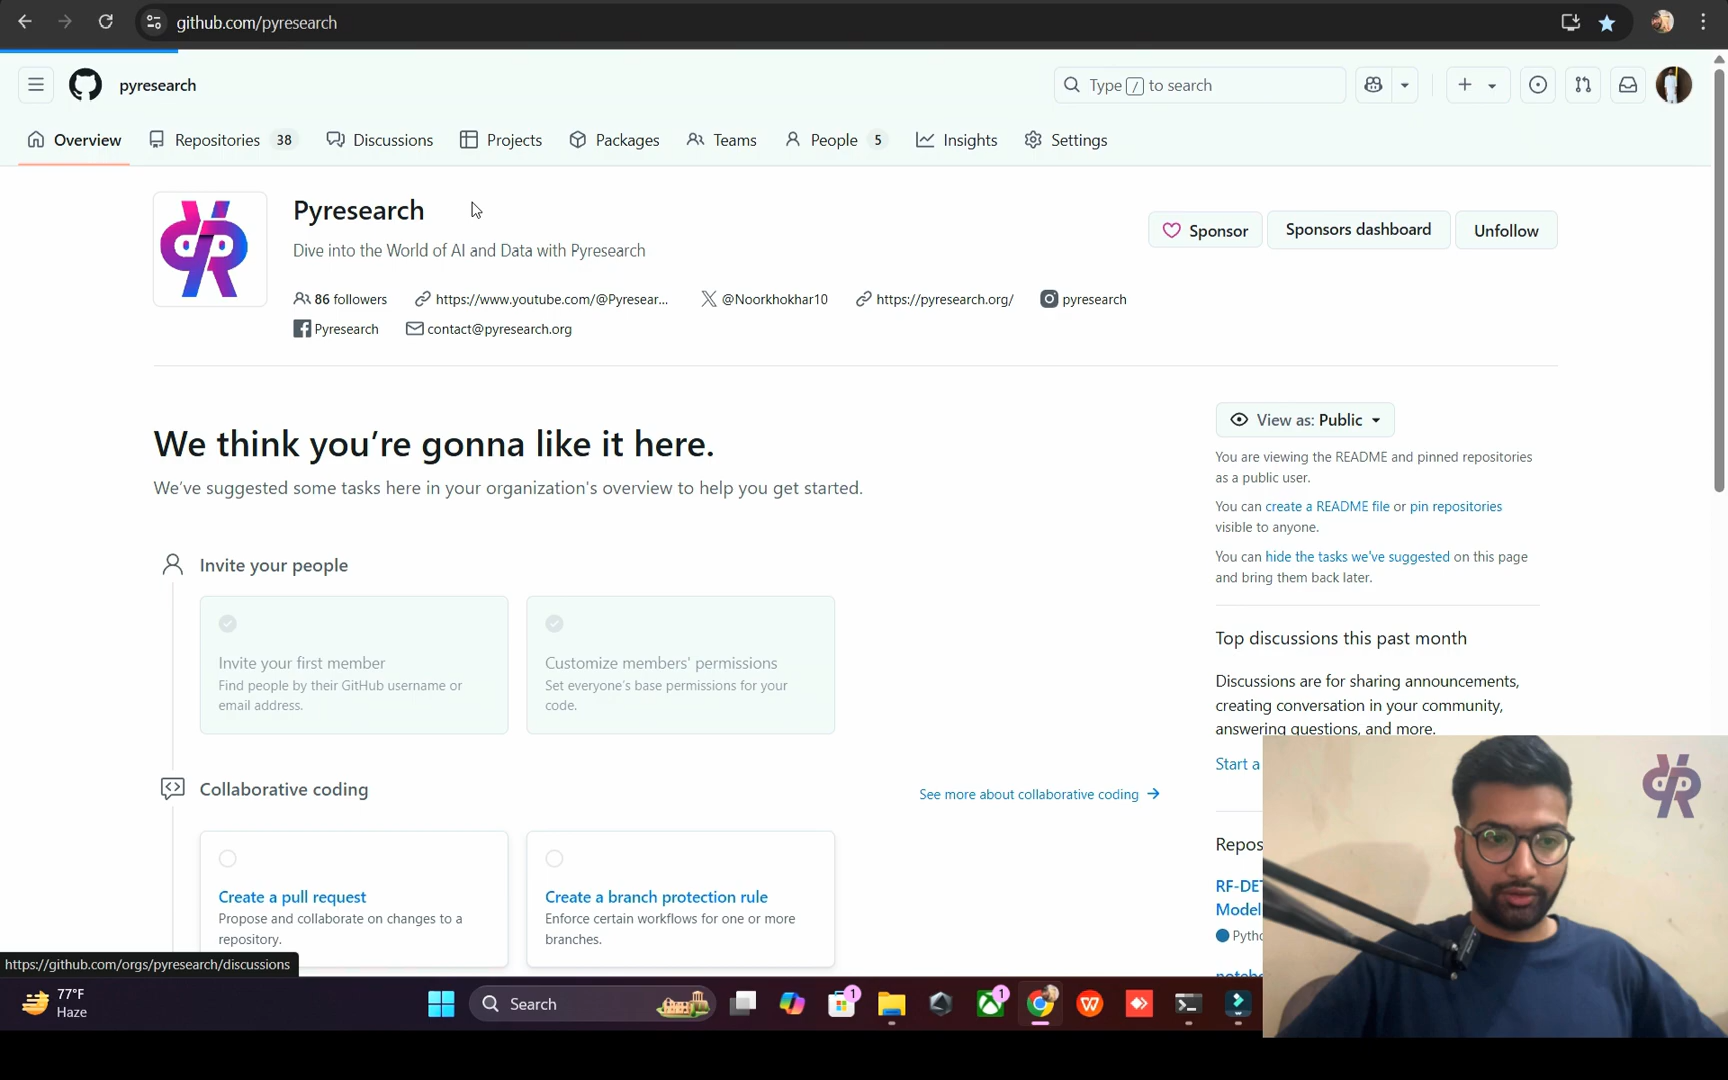 github.com/pyresearch
pyresearch
Type / to search
Overview
Repositories 38
Discussions
Projects
Packages
Teams
People 5
Insights
Settings
Pyresearch
Dive into the World of AI and Data with Pyresearch
Sponsor
Sponsors dashboard
Unfollow
86 followers
https://www.youtube.com/@Pyresear...
@Noorkhokhar10
https://pyresearch.org/
pyresearch
Pyresearch
contact@pyresearch.org
We think you're gonna like it here.
We've suggested some tasks here in your organization's overview to help you get started.
View as: Public
You are viewing the README and pinned repositories
as a public user.
You can create a README file or pin repositories
visible to anyone.
You can hide the tasks we've suggested on this page
and bring them back later.
Invite your people
Invite your first member
Find people by their GitHub username or
email address.
Customize members' permissions
Set everyone's base permissions for your
code.
Top discussions this past month
Discussions are for sharing announcements,
creating conversation in your community,
answering questions, and more.
Start a
Collaborative coding
See more about collaborative coding
Create a pull request
Propose and collaborate on changes to a
repository.
Create a branch protection rule
Enforce certain workflows for one or more
branches.
Repos
RF-DET
Model
Pytho
https://github.com/orgs/pyresearch/discussions
77°F
Haze
Search
1
1